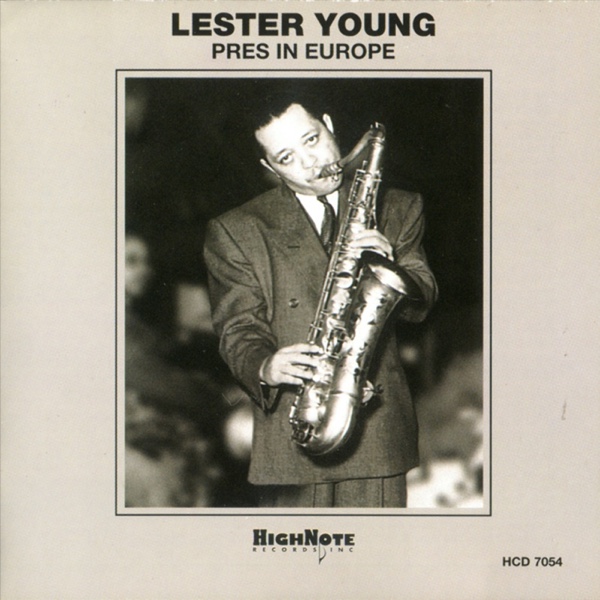 LESTER YOUNG
PRES IN EUROPE
HIGHNOTE
RECORDS, INC
HCD 7054